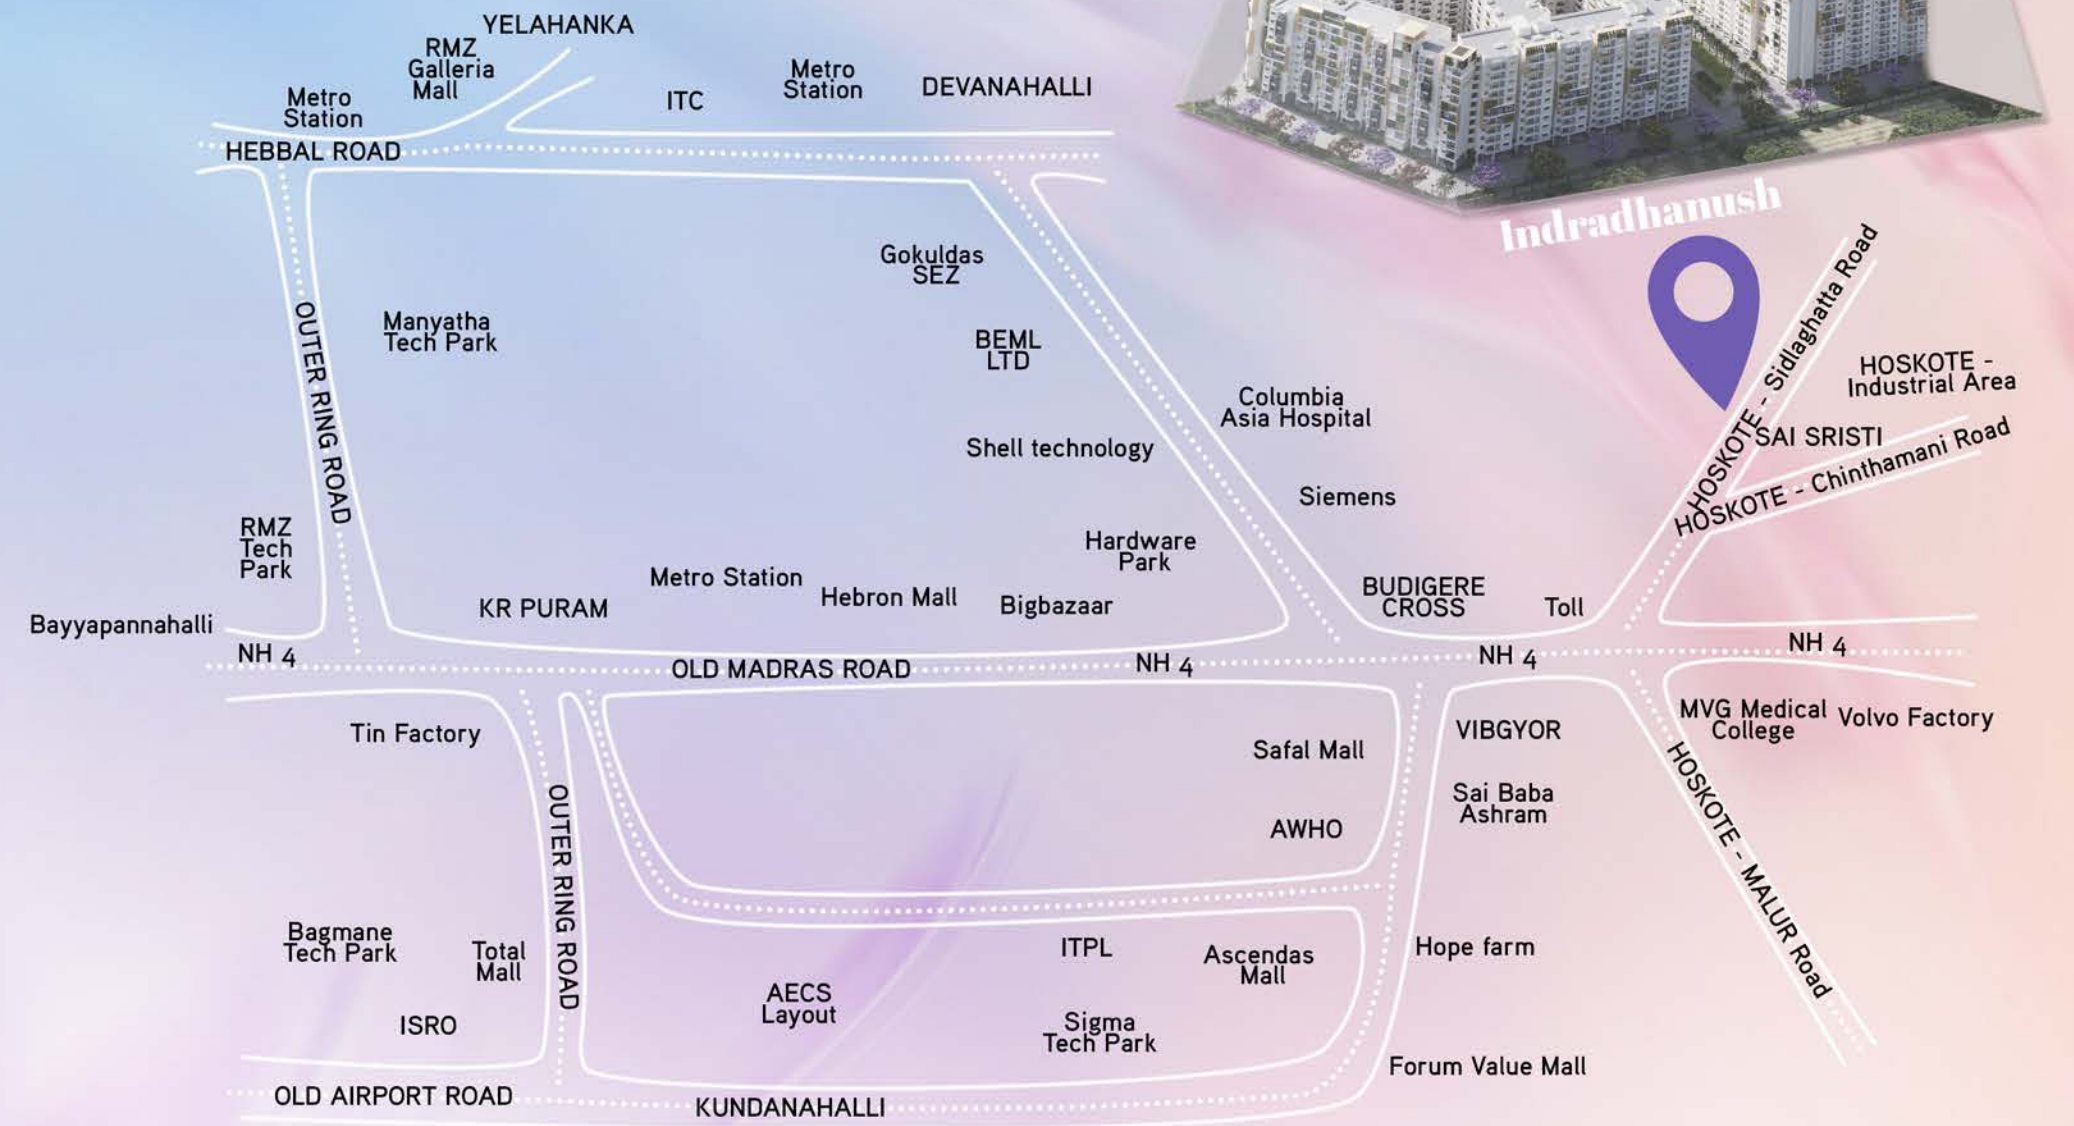 YELAHANKA
RMZ
Galleria
Mall
Metro
Station
ITC
Metro
Station
DEVANAHALLI
HEBBAL ROAD
Indradhanush
OUTER RING ROAD
Manyatha
Tech Park
Gokuldas
SEZ
BEML
LTD
Columbia
Asia Hospital
HOSKOTE - Sidlaghatta Road
HOSKOTE -
Industrial Area
SAI SRISTI
HOSKOTE - Chinthamani Road
Shell technology
Siemens
RMZ
Tech
Park
Hardware
Park
Bayyapannahalli
KR PURAM
Metro Station
Hebron Mall
Bigbazaar
BUDIGERE
CROSS
Toll
NH 4
OLD MADRAS ROAD
NH 4
NH 4
NH 4
Tin Factory
Safal Mall
VIBGYOR
MVG Medical
College
Volvo Factory
OUTER RING ROAD
AWHO
Sai Baba
Ashram
HOSKOTE - MALUR Road
Bagmane
Tech Park
Total
Mall
ISRO
AECS
Layout
ITPL
Ascendas
Mall
Hope farm
Sigma
Tech Park
Forum Value Mall
OLD AIRPORT ROAD
KUNDANAHALLI